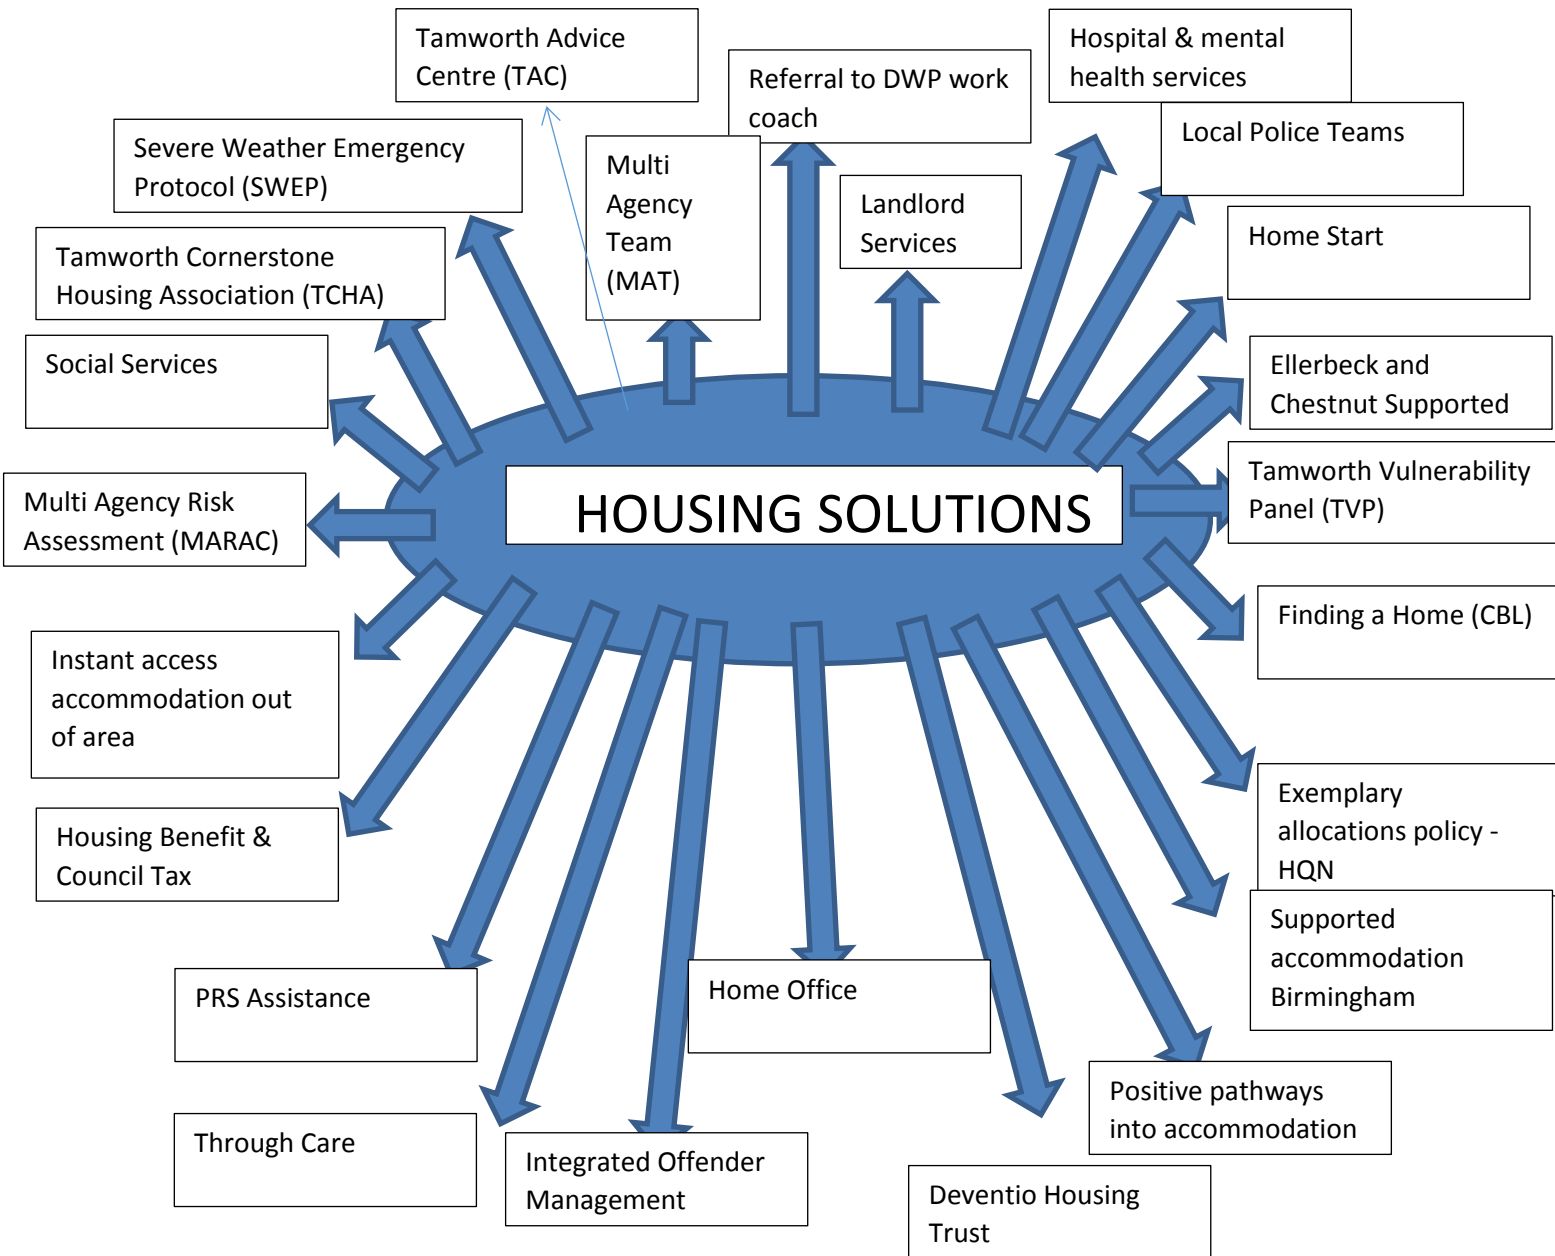 Tamworth Advice
Centre (TAC)
Hospital & mental
health services
Referral to DWP work
coach
Local Police Teams
Severe Weather Emergency
Protocol (SWEP)
Multi
Agency
Team
(MAT)
Landlord
Services
Home Start
Tamworth Cornerstone
Housing Association (TCHA)
Social Services
Ellerbeck and
Chestnut Supported
Multi Agency Risk
Assessment (MARAC)
HOUSING SOLUTIONS
Tamworth Vulnerability
Panel (TVP)
Finding a Home (CBL)
Instant access
accommodation out
of area
Exemplary
allocations policy -
HQN
Housing Benefit &
Council Tax
Supported
accommodation
Birmingham
PRS Assistance
Home Office
Positive pathways
into accommodation
Through Care
Integrated Offender
Management
Deventio Housing
Trust